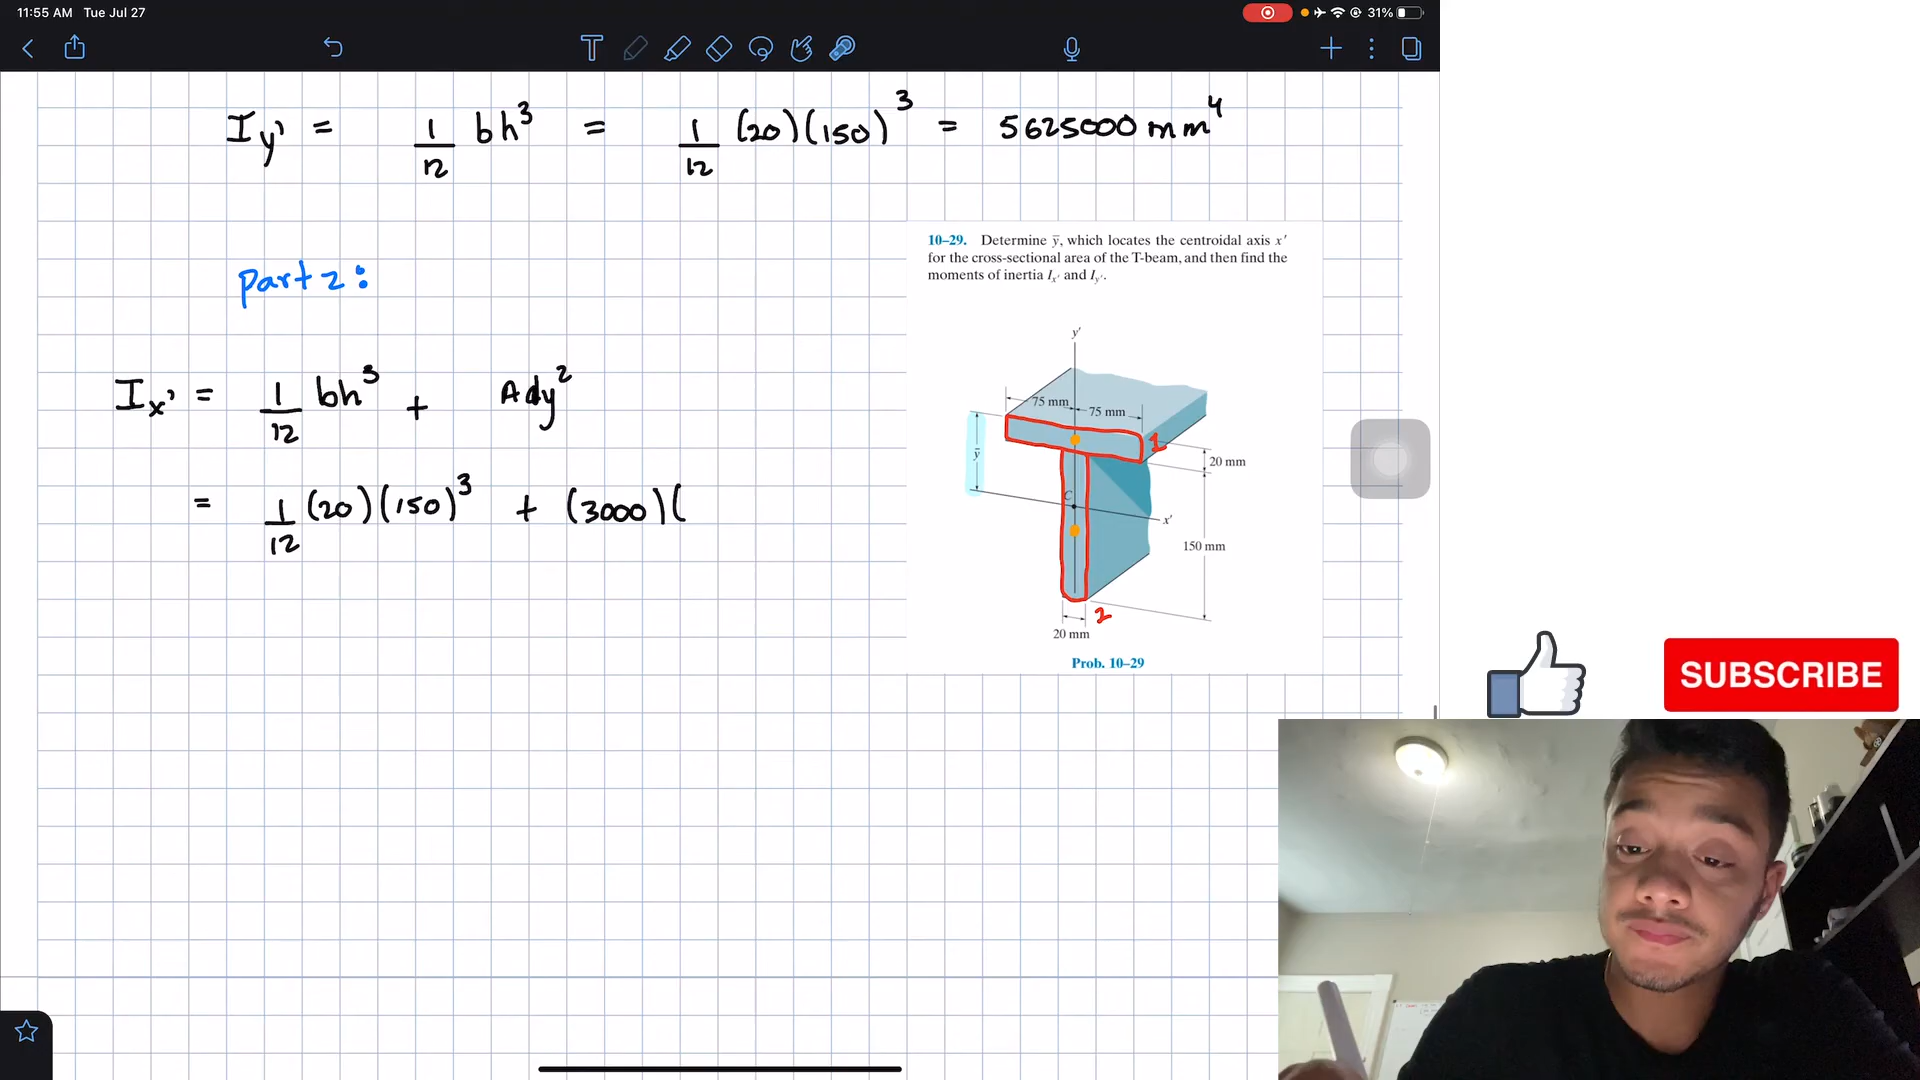 11:55 AM Tue Jul 27
31%
Iy' = 1/12 bh³ = 1/12 (20)(150)³ = 5625000 mm⁴
part 2:
Ix' = 1/12 bh³ + Ady²
= 1/12 (20)(150)³ + (3000)(
10–29. Determine y̅, which locates the centroidal axis x′
for the cross-sectional area of the T-beam, and then find the
moments of inertia Ix′ and Iy′.
y′
75 mm
75 mm
1
y̅
20 mm
C
x′
150 mm
2
20 mm
Prob. 10–29
SUBSCRIBE